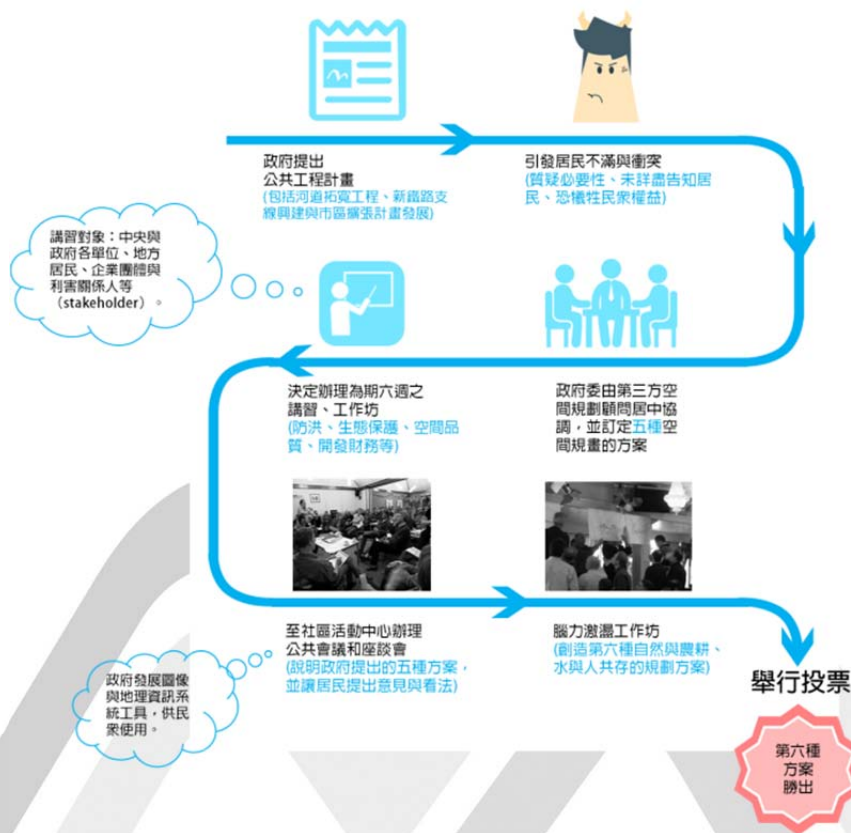 政府提出
公共工程計畫
(包括河道拓寬工程、新鐵路支
線興建與市區擴張計畫發展)
引發居民不滿與衝突
(質疑必要性、未詳盡告知居
民、恐犧牲民衆權益)
講習對象：中央與
政府各單位、地方
居民、企業團體與
利害關係人等
（stakeholder）。
決定辦理為期六週之
講習、工作坊
(防洪、生態保護、空間品
質、開發財務等)
政府委由第三方空
間規劃顧問居中協
調，並訂定五種空
間規畫的方案
至社區活動中心辦理
公共會議和座談會
(說明政府提出的五種方案，
並讓居民提出意見與看法)
腦力激盪工作坊
(創造第六種自然與農耕、
水與人共存的規劃方案)
政府發展圖像
與地理資訊系
統工具，供民
衆使用。
舉行投票
第六種
方案
勝出